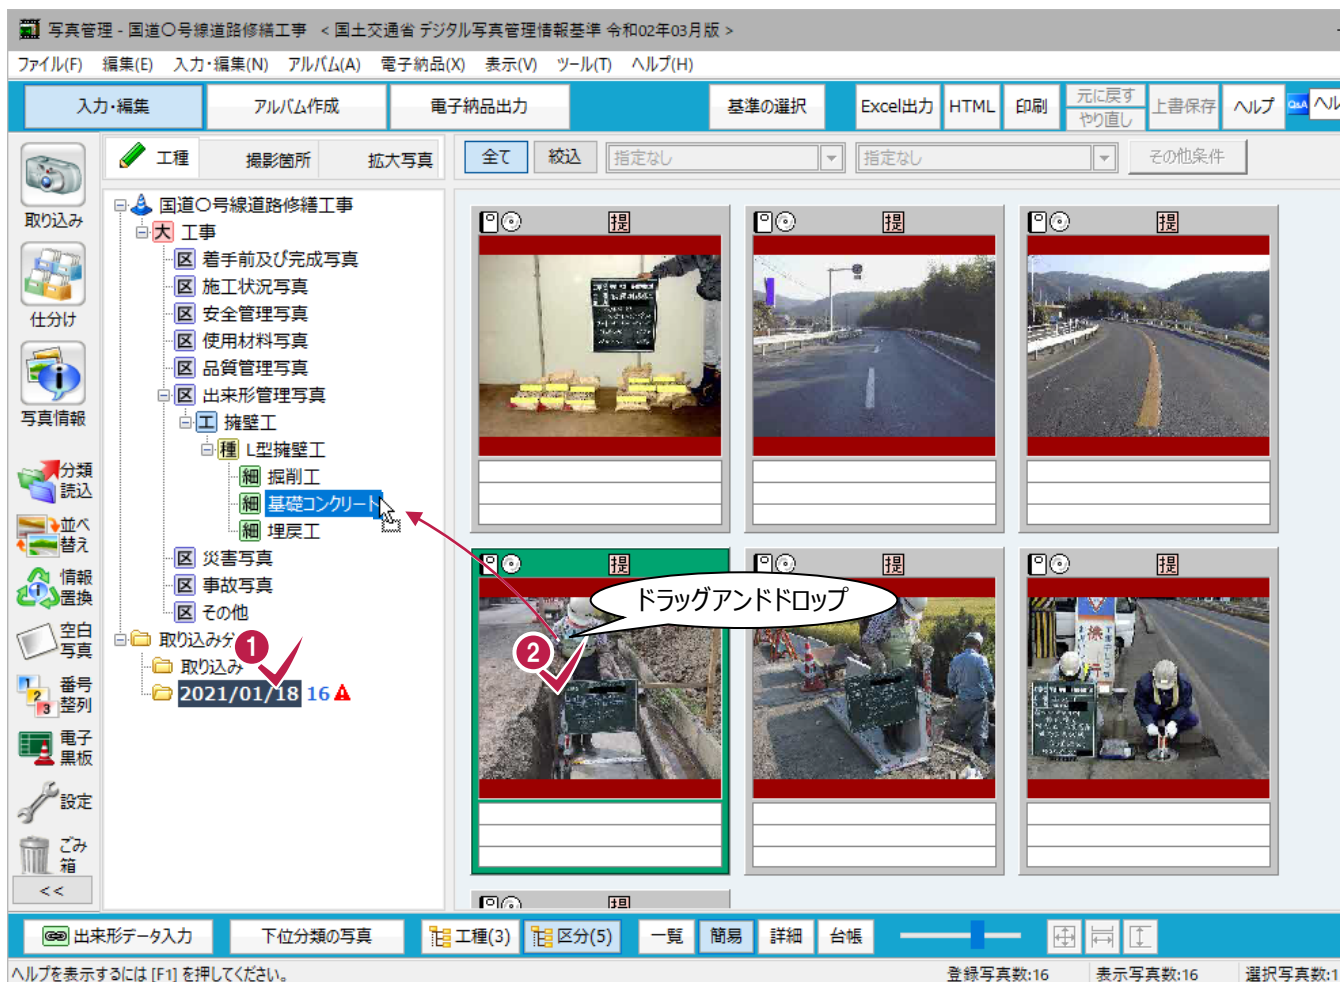 写真管理 - 国道〇号線道路修繕工事 < 国土交通省 デジタル写真管理情報基準 令和02年03月版 >
ファイル(F) 編集(E) 入力・編集(N) アルバム(A) 電子納品(X) 表示(V) ツール(T) ヘルプ(H)
入力・編集 アルバム作成 電子納品出力 基準の選択 Excel出力 HTML 印刷 元に戻す やり直し 上書保存 ヘルプ Q&A ヘル
工種 撮影箇所 拡大写真 全て 絞込 指定なし 指定なし その他条件
取り込み
仕分け
写真情報
分類読込
並べ替え
情報置換
空白写真
番号整列
電子黒板
設定
ごみ箱
<<
国道〇号線道路修繕工事
大 工事
区 着手前及び完成写真
区 施工状況写真
区 安全管理写真
区 使用材料写真
区 品質管理写真
区 出来形管理写真
工 擁壁工
種 L型擁壁工
細 掘削工
細 基礎コンクリート
細 埋戻工
区 災害写真
区 事故写真
区 その他
取り込み分
1
取り込み
2021/01/18 16
提 提 提
提 提 提
ドラッグアンドドロップ
2
提
出来形データ入力 下位分類の写真 工種(3) 区分(5) 一覧 簡易 詳細 台帳
ヘルプを表示するには [F1] を押してください。 登録写真数:16 表示写真数:16 選択写真数:1